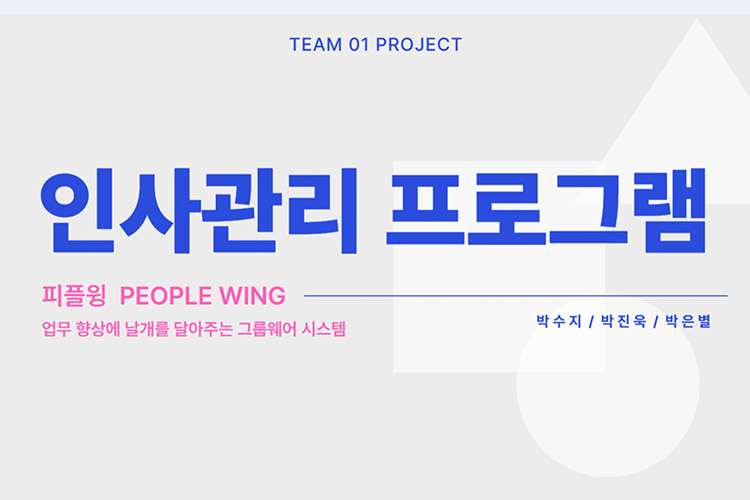 TEAM 01 PROJECT
인사관리 프로그램
피플윙 PEOPLE WING
업무 향상에 날개를 달아주는 그룹웨어 시스템
박수지 / 박진욱 / 박은별